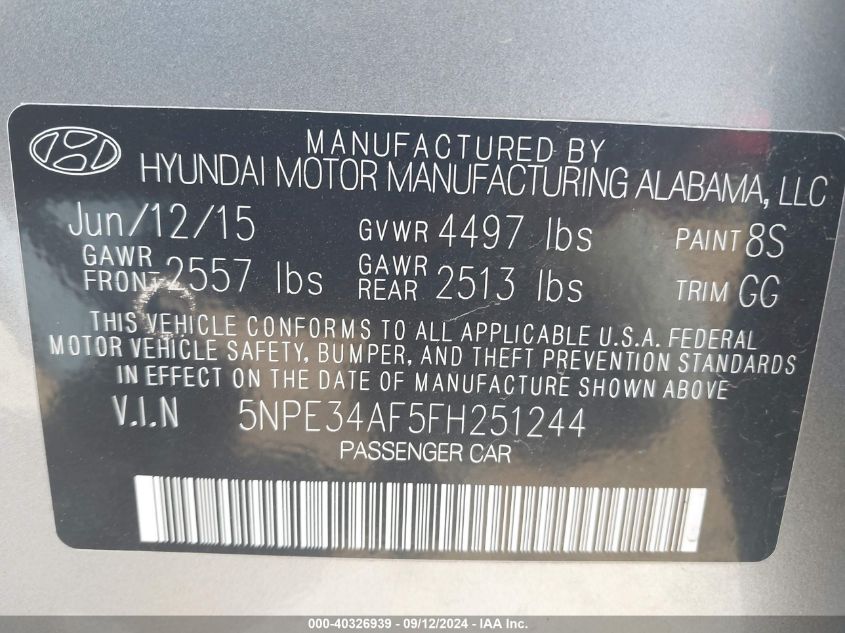 MANUFACTURED BY
HYUNDAI MOTOR MANUFACTURING ALABAMA, LLC
Jun/12/15 GVWR 4497 lbs PAINT 8S
GAWR FRONT 2557 lbs GAWR REAR 2513 lbs TRIM GG
THIS VEHICLE CONFORMS TO ALL APPLICABLE U.S.A. FEDERAL
MOTOR VEHICLE SAFETY, BUMPER, AND THEFT PREVENTION STANDARDS
IN EFFECT ON THE DATE OF MANUFACTURE SHOWN ABOVE
V.I.N 5NPE34AF5FH251244
PASSENGER CAR
000-40326939 - 09/12/2024 - IAA Inc.